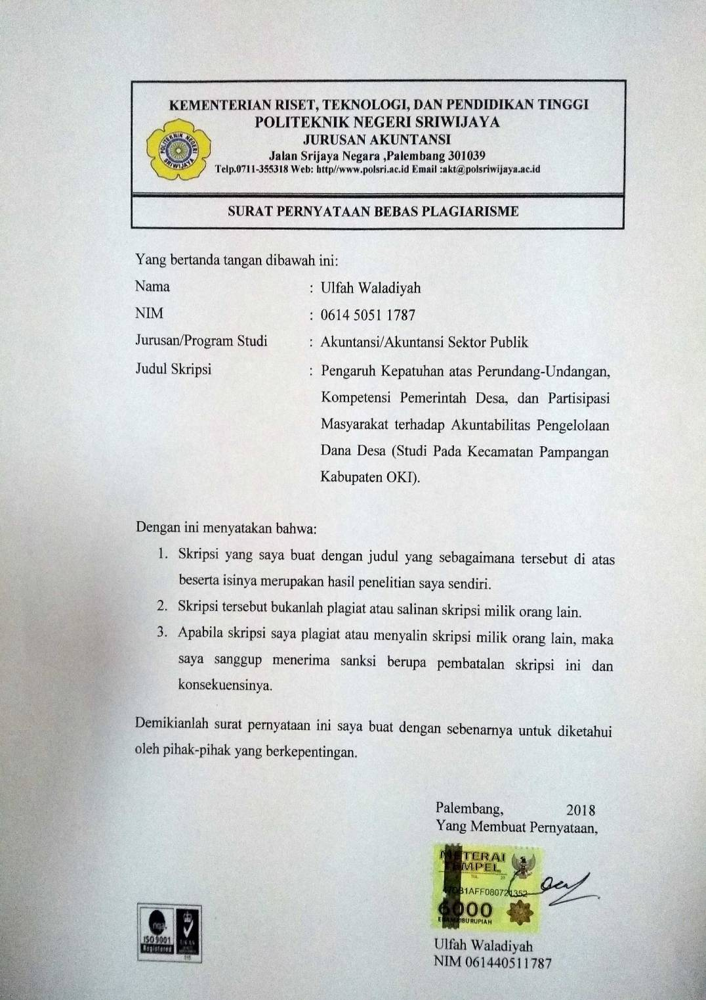 KEMENTERIAN RISET, TEKNOLOGI, DAN PENDIDIKAN TINGGI
POLITEKNIK NEGERI SRIWIJAYA
JURUSAN AKUNTANSI
Jalan Srijaya Negara ,Palembang 301039
Telp.0711-355318 Web: http//www.polsri.ac.id Email :akt@polsriwijaya.ac.id
POLITEKNIK NEGERI
SRIWIJAYA
SURAT PERNYATAAN BEBAS PLAGIARISME
Yang bertanda tangan dibawah ini:
Nama : Ulfah Waladiyah
NIM : 0614 5051 1787
Jurusan/Program Studi : Akuntansi/Akuntansi Sektor Publik
Judul Skripsi : Pengaruh Kepatuhan atas Perundang-Undangan,
Kompetensi Pemerintah Desa, dan Partisipasi
Masyarakat terhadap Akuntabilitas Pengelolaan
Dana Desa (Studi Pada Kecamatan Pampangan
Kabupaten OKI).
Dengan ini menyatakan bahwa:
1. Skripsi yang saya buat dengan judul yang sebagaimana tersebut di atas
beserta isinya merupakan hasil penelitian saya sendiri.
2. Skripsi tersebut bukanlah plagiat atau salinan skripsi milik orang lain.
3. Apabila skripsi saya plagiat atau menyalin skripsi milik orang lain, maka
saya sanggup menerima sanksi berupa pembatalan skripsi ini dan
konsekuensinya.
Demikianlah surat pernyataan ini saya buat dengan sebenarnya untuk diketahui
oleh pihak-pihak yang berkepentingan.
Palembang, 2018
Yang Membuat Pernyataan,
METERAI
TEMPEL
TGL. 20
1AFF080721352
6000
ENAM RIBU RUPIAH
nqa.
ISO 9001
Registered
UKAS
Ulfah Waladiyah
NIM 061440511787